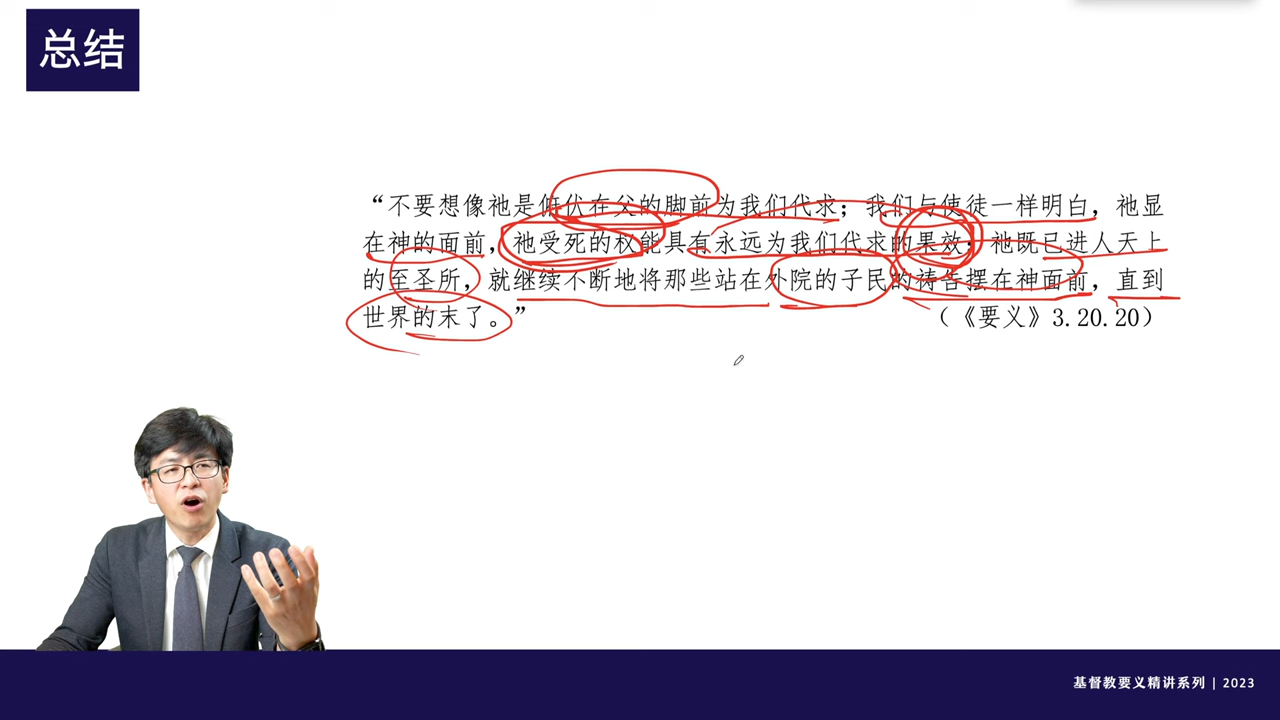 总结
“不要想像祂是俯伏在父的脚前为我们代求；我们与使徒一样明白，祂显
在神的面前，祂受死的权能具有永远为我们代求的果效；祂既已进人天上
的至圣所，就继续不断地将那些站在外院的子民的祷告摆在神面前，直到
世界的末了。”
（《要义》3.20.20）
基督教要义精讲系列 | 2023